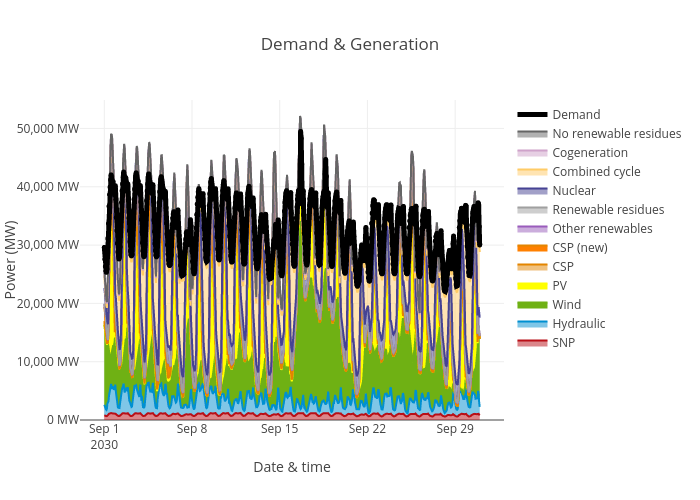 Demand & Generation
50,000 MW
40,000 MW
30,000 MW
20,000 MW
10,000 MW
0 MW
Power (MW)
Sep 1
2030
Sep 8
Sep 15
Sep 22
Sep 29
Date & time
Demand
No renewable residues
Cogeneration
Combined cycle
Nuclear
Renewable residues
Other renewables
CSP (new)
CSP
PV
Wind
Hydraulic
SNP